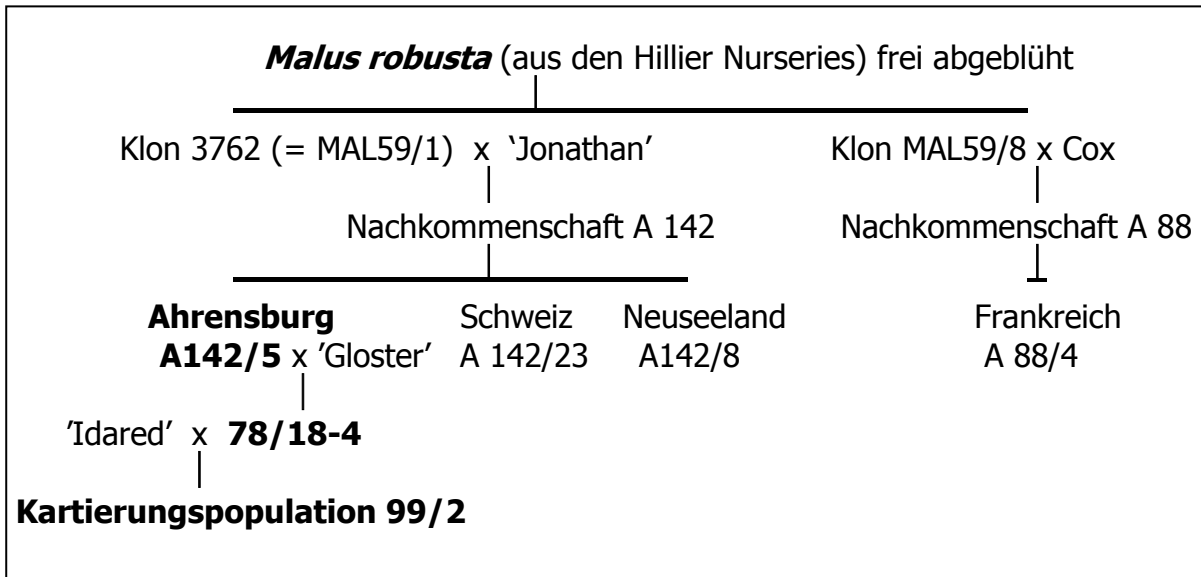 Malus robusta (aus den Hillier Nurseries) frei abgeblüht
Klon 3762 (= MAL59/1) x ‘Jonathan’ Klon MAL59/8 x Cox
Nachkommenschaft A 142 Nachkommenschaft A 88
Ahrensburg Schweiz Neuseeland Frankreich
A142/5 x ’Gloster’ A 142/23 A142/8 A 88/4
’Idared’ x 78/18-4
Kartierungspopulation 99/2